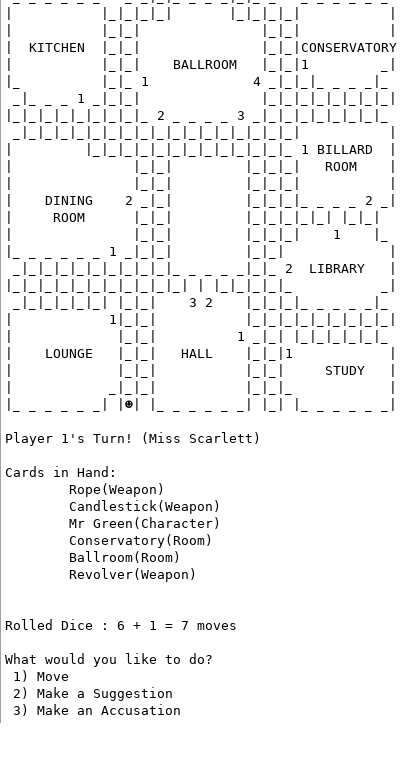 _ _ _ _ _ _   _ _|_|_|_|_   _ _ _ _ _ _
|           |_|_|_|_|       |_|_|_|_|           |
|           |_|_|               |_|_|           |
|  KITCHEN  |_|_|               |_|_|CONSERVATORY
|           |_|_|    BALLROOM   |_|_|1         _|
|_          |_|_| 1             4 _|_|_|_ _ _ _|_
 _|_ _ _ 1 _|_|_|               |_|_|_|_|_|_|_|_|
|_|_|_|_|_|_|_|_|_ 2 _ _ _ _ 3 _|_|_|_|_|_|_|_|_
 _|_|_|_|_|_|_|_|_|_|_|_|_|_|_|_|_|_|           |
|         |_|_|_|_|_|_|_|_|_|_|_|_|_ 1 BILLARD  |
|               |_|_|         |_|_|_|   ROOM    |
|               |_|_|         |_|_|_|           |
|    DINING    2 _|_|         |_|_|_|_ _ _ _ 2 _|
|     ROOM      |_|_|         |_|_|_|_|_| |_|_|
|               |_|_|         |_|_|_|    1    |_
|_ _ _ _ _ _ 1 _|_|_|         |_|_|_|           |
 _|_|_|_|_|_|_|_|_|_|_ _ _ _ _|_|_ 2  LIBRARY   |
|_|_|_|_|_|_|_|_|_|_|_| | |_|_|_|_|_           _|
 _|_|_|_|_|_| |_|_|    3 2    |_|_|_|_ _ _ _ _|_
|            1|_|_|           |_|_|_|_|_|_|_|_|_|
|             |_|_|          1 _|_| |_|_|_|_|_|_
|    LOUNGE   |_|_|   HALL    |_|_|1            |
|             |_|_|           |_|_|     STUDY   |
|            _|_|_|           |_|_|_            |
|_ _ _ _ _ _| |☻| |_ _ _ _ _ _| |_| |_ _ _ _ _ _|
Player 1's Turn! (Miss Scarlett)
Cards in Hand:
Rope(Weapon)
Candlestick(Weapon)
Mr Green(Character)
Conservatory(Room)
Ballroom(Room)
Revolver(Weapon)
Rolled Dice : 6 + 1 = 7 moves
What would you like to do?
1) Move
2) Make a Suggestion
3) Make an Accusation